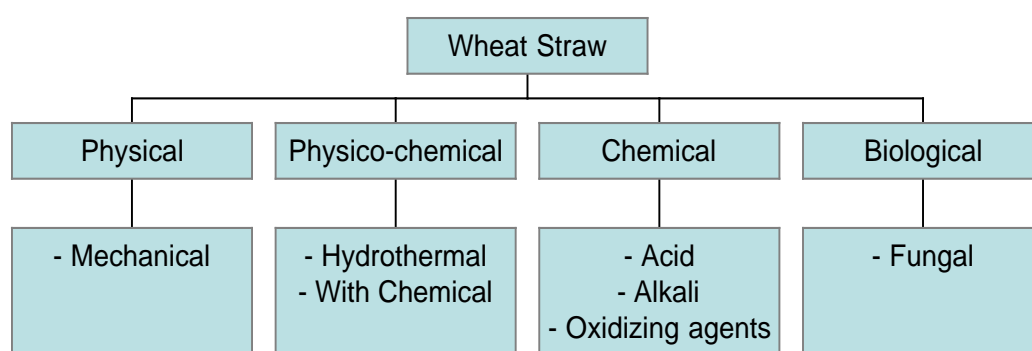 Wheat Straw
Physical
Physico-chemical
Chemical
Biological
- Mechanical
- Hydrothermal
- With Chemical
- Acid
- Alkali
- Oxidizing agents
- Fungal